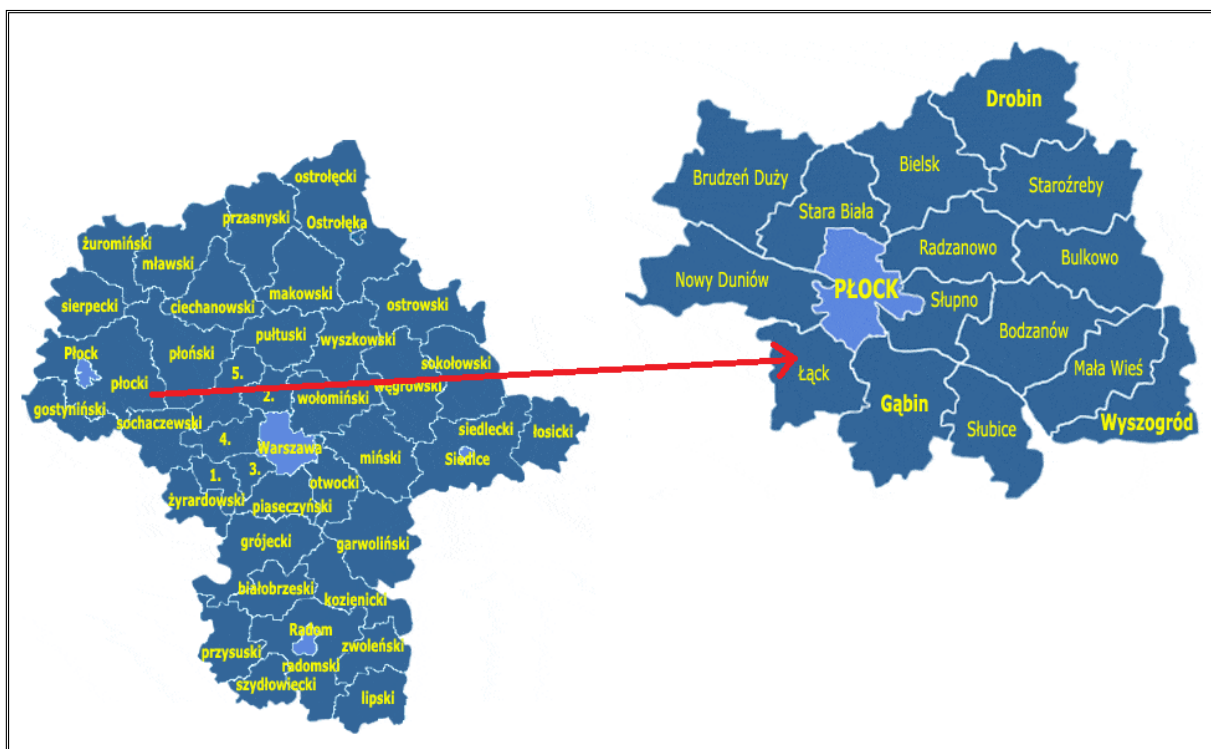 ostrołęcki
przasnyski
Ostrołęka
żuromiński
mławski
makowski
sierpecki
ciechanowski
ostrowski
pułtuski
wyszkowski
Płock
płoński
sokołowski
5.
płocki
węgrowski
2.
wołomiński
gostyniński
sochaczewski
siedlecki
łosicki
4.
Warszawa
miński
Siedlce
1.
3.
otwocki
żyrardowski
piaseczyński
grójecki
garwoliński
białobrzeski
kozienicki
Radom
zwoleński
przysuski
radomski
szydłowiecki
lipski
Drobin
Bielsk
Brudzeń Duży
Staroźreby
Stara Biała
Radzanowo
Bulkowo
Nowy Duniów
PŁOCK
Słupno
Bodzanów
Mała Wieś
Łąck
Gąbin
Wyszogród
Słubice